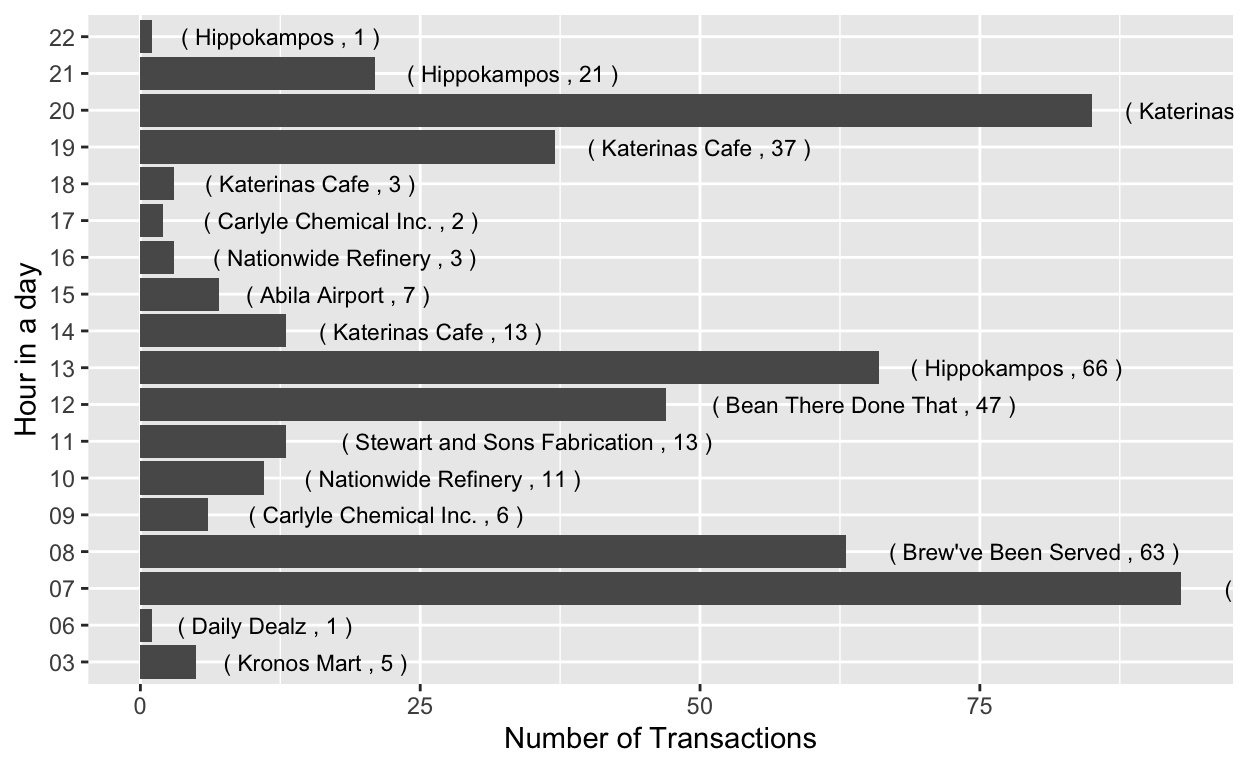 22 ( Hippokampos , 1 )
21 ( Hippokampos , 21 )
20 ( Katerinas
19 ( Katerinas Cafe , 37 )
18 ( Katerinas Cafe , 3 )
17 ( Carlyle Chemical Inc. , 2 )
16 ( Nationwide Refinery , 3 )
15 ( Abila Airport , 7 )
14 ( Katerinas Cafe , 13 )
13 ( Hippokampos , 66 )
12 ( Bean There Done That , 47 )
11 ( Stewart and Sons Fabrication , 13 )
10 ( Nationwide Refinery , 11 )
09 ( Carlyle Chemical Inc. , 6 )
08 ( Brew've Been Served , 63 )
07 (
06 ( Daily Dealz , 1 )
03 ( Kronos Mart , 5 )
Hour in a day
0 25 50 75
Number of Transactions